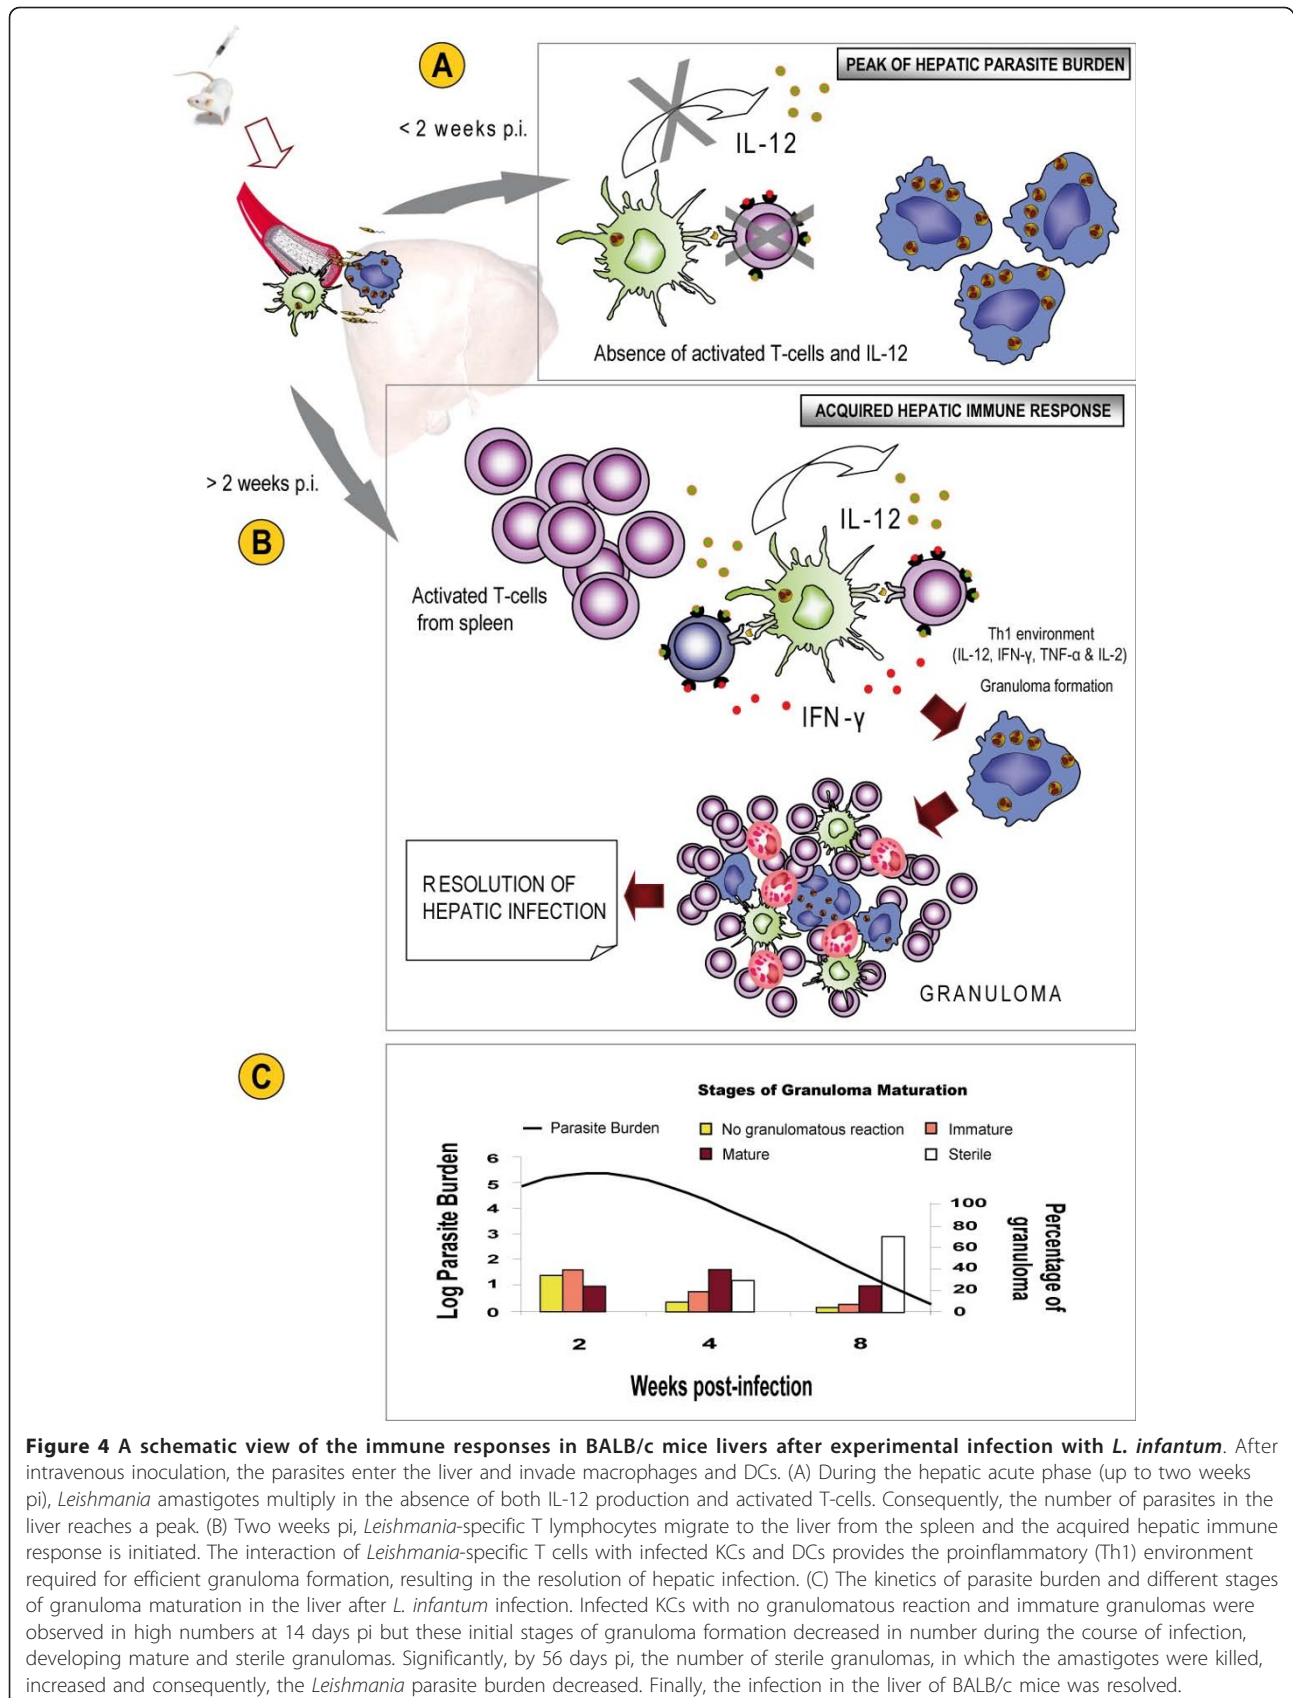 A
< 2 weeks p.i.
PEAK OF HEPATIC PARASITE BURDEN
IL-12
Absence of activated T-cells and IL-12
> 2 weeks p.i.
B
ACQUIRED HEPATIC IMMUNE RESPONSE
IL-12
Activated T-cells
from spleen
Th1 environment
(IL-12, IFN-γ, TNF-α & IL-2)
Granuloma formation
IFN -γ
RESOLUTION OF
HEPATIC INFECTION
GRANULOMA
C
Stages of Granuloma Maturation
Parasite Burden
No granulomatous reaction
Immature
Mature
Sterile
Log Parasite Burden
6
5
4
3
2
1
0
100
80
60
40
20
0
Percentage of
granuloma
2 4 8
Weeks post-infection
Figure 4 A schematic view of the immune responses in BALB/c mice livers after experimental infection with L. infantum. After
intravenous inoculation, the parasites enter the liver and invade macrophages and DCs. (A) During the hepatic acute phase (up to two weeks
pi), Leishmania amastigotes multiply in the absence of both IL-12 production and activated T-cells. Consequently, the number of parasites in the
liver reaches a peak. (B) Two weeks pi, Leishmania-specific T lymphocytes migrate to the liver from the spleen and the acquired hepatic immune
response is initiated. The interaction of Leishmania-specific T cells with infected KCs and DCs provides the proinflammatory (Th1) environment
required for efficient granuloma formation, resulting in the resolution of hepatic infection. (C) The kinetics of parasite burden and different stages
of granuloma maturation in the liver after L. infantum infection. Infected KCs with no granulomatous reaction and immature granulomas were
observed in high numbers at 14 days pi but these initial stages of granuloma formation decreased in number during the course of infection,
developing mature and sterile granulomas. Significantly, by 56 days pi, the number of sterile granulomas, in which the amastigotes were killed,
increased and consequently, the Leishmania parasite burden decreased. Finally, the infection in the liver of BALB/c mice was resolved.